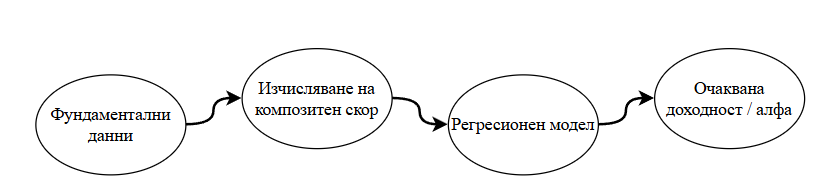 Фундаментални
данни
Изчисляване на
композитен скор
Регресионен модел
Очаквана
доходност / алфа